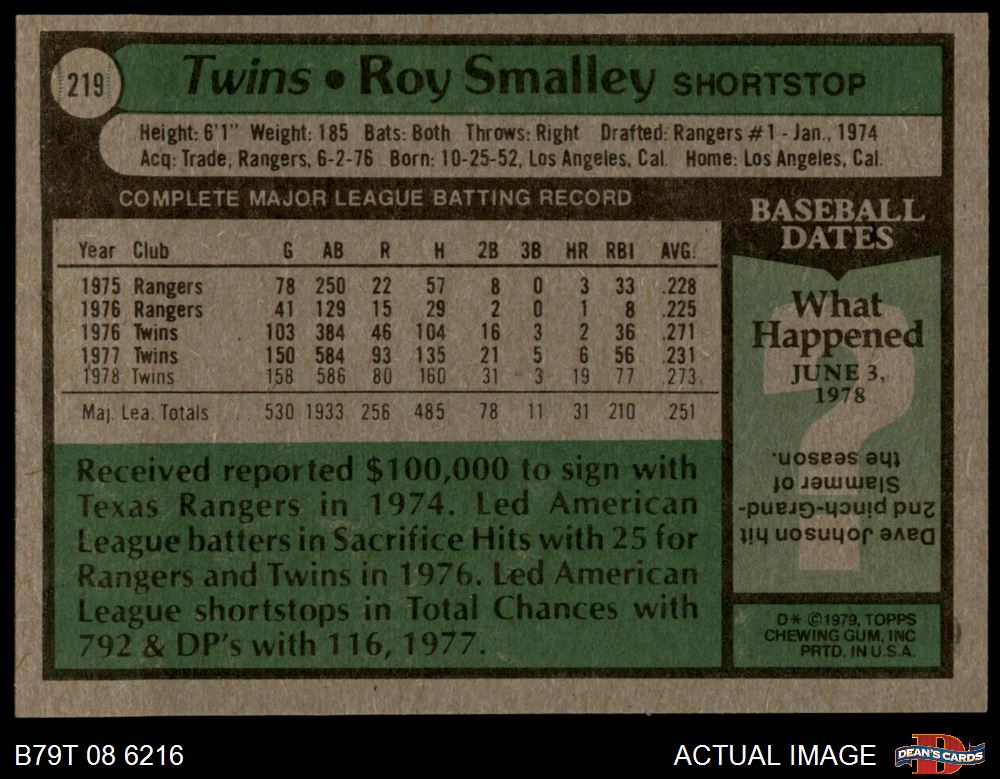 219
Twins • Roy Smalley SHORTSTOP
Height: 6'1" Weight: 185 Bats: Both Throws: Right Drafted: Rangers #1 - Jan., 1974
Acq: Trade, Rangers, 6-2-76 Born: 10-25-52, Los Angeles, Cal. Home: Los Angeles, Cal.
COMPLETE MAJOR LEAGUE BATTING RECORD
Year Club G AB R H 2B 3B HR RBI AVG.
1975 Rangers 78 250 22 57 8 0 3 33 .228
1976 Rangers 41 129 15 29 2 0 1 8 .225
1976 Twins 103 384 46 104 16 3 2 36 .271
1977 Twins 150 584 93 135 21 5 6 56 .231
1978 Twins 158 586 80 160 31 3 19 77 .273
Maj. Lea. Totals 530 1933 256 485 78 11 31 210 .251
Received reported $100,000 to sign with
Texas Rangers in 1974. Led American
League batters in Sacrifice Hits with 25 for
Rangers and Twins in 1976. Led American
League shortstops in Total Chances with
792 & DP's with 116, 1977.
BASEBALL
DATES
What
Happened
JUNE 3,
1978
?
Dave Johnson hit
2nd pinch-Grand-
Slammer of
the season.
D* ©1979, TOPPS
CHEWING GUM, INC
PRTD. IN U.S.A.
B79T 08 6216
ACTUAL IMAGE
D
DEAN'S CARDS